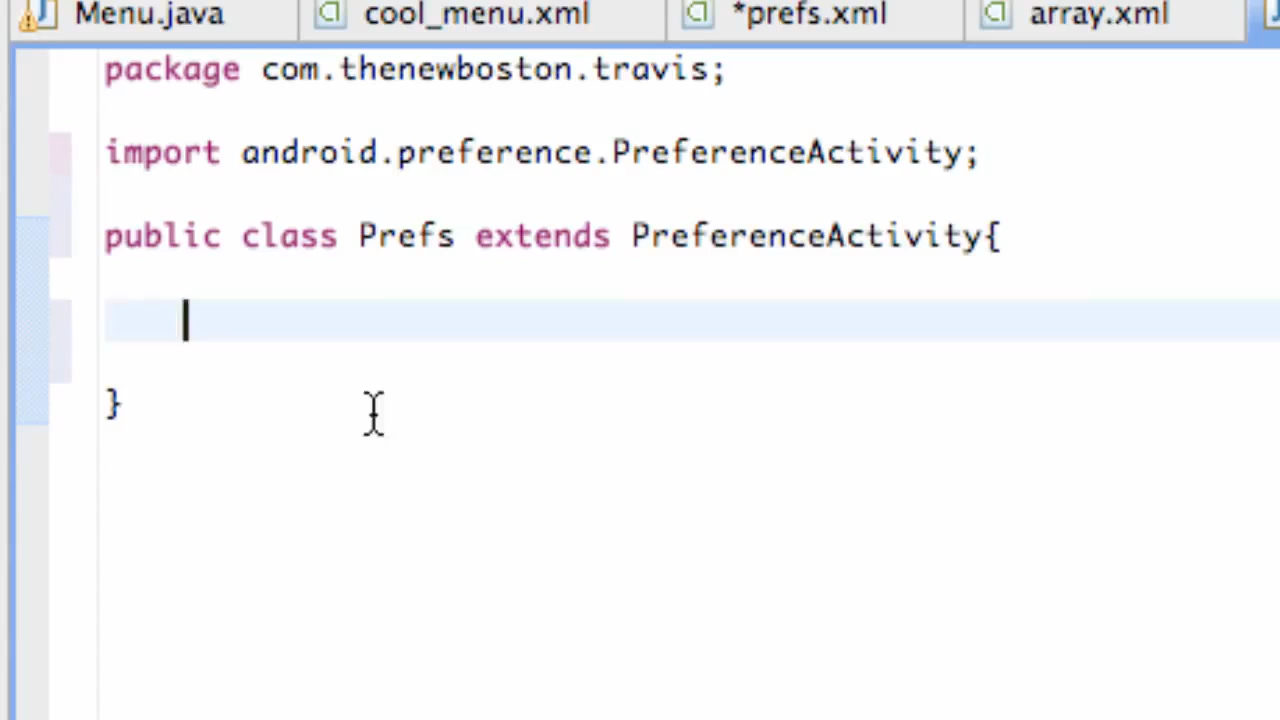 Menu.java cool_menu.xml *prefs.xml array.xml
package com.thenewboston.travis;
import android.preference.PreferenceActivity;
public class Prefs extends PreferenceActivity{
}